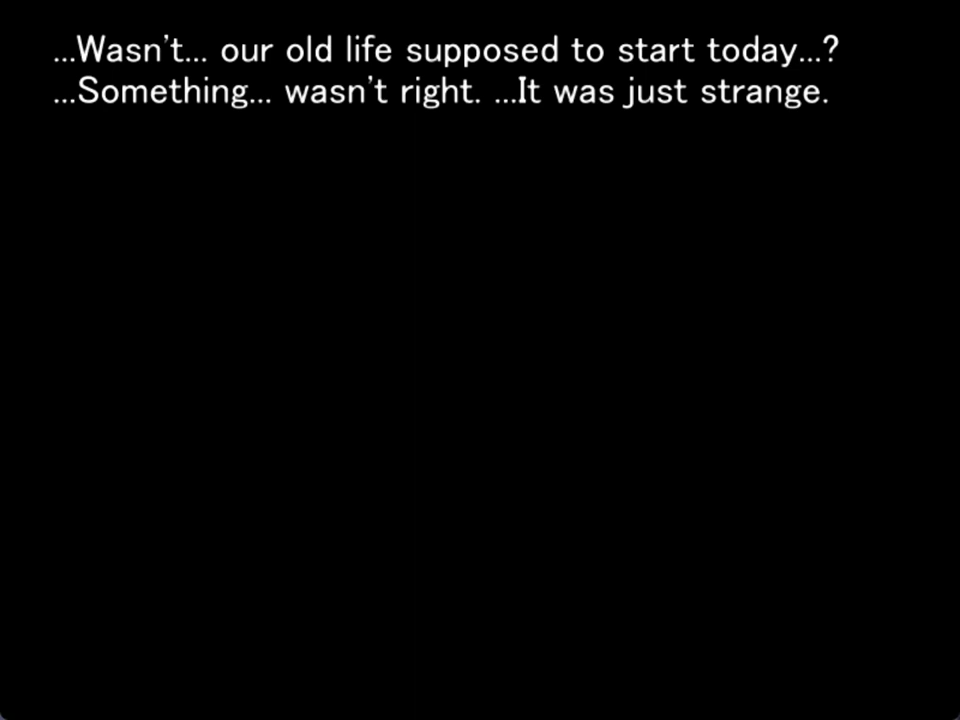 ...Wasn't... our old life supposed to start today...?
...Something... wasn't right. ...It was just strange.